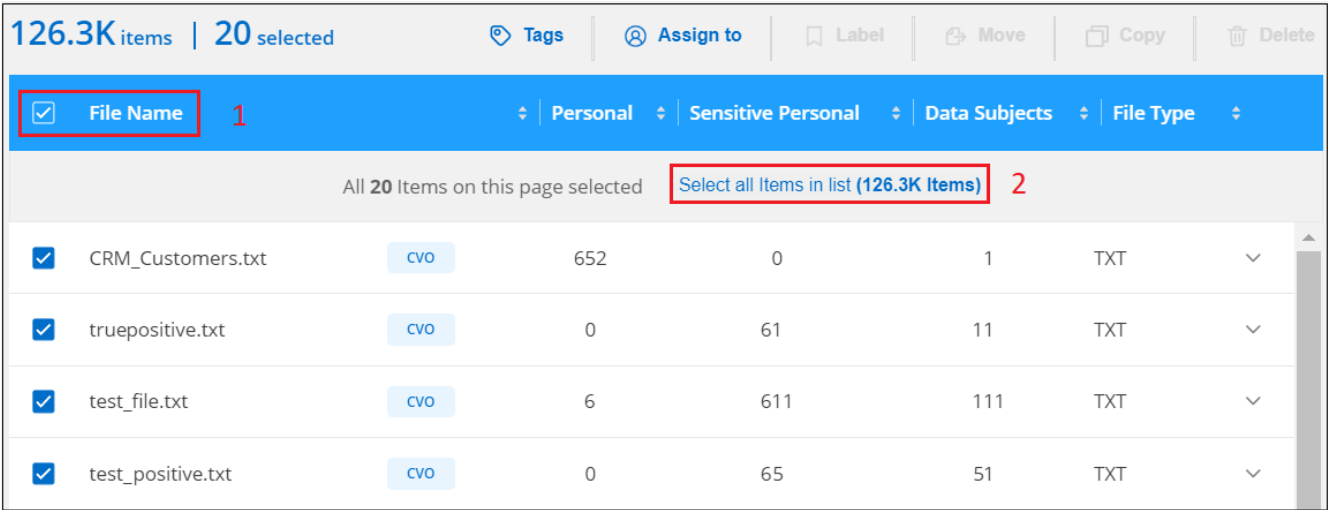 126.3K items | 20 selected Tags Assign to Label Move Copy Delete
File Name 1 Personal Sensitive Personal Data Subjects File Type
All 20 Items on this page selected Select all Items in list (126.3K Items) 2
CRM_Customers.txt CVO 652 0 1 TXT
truepositive.txt CVO 0 61 11 TXT
test_file.txt CVO 6 611 111 TXT
test_positive.txt CVO 0 65 51 TXT